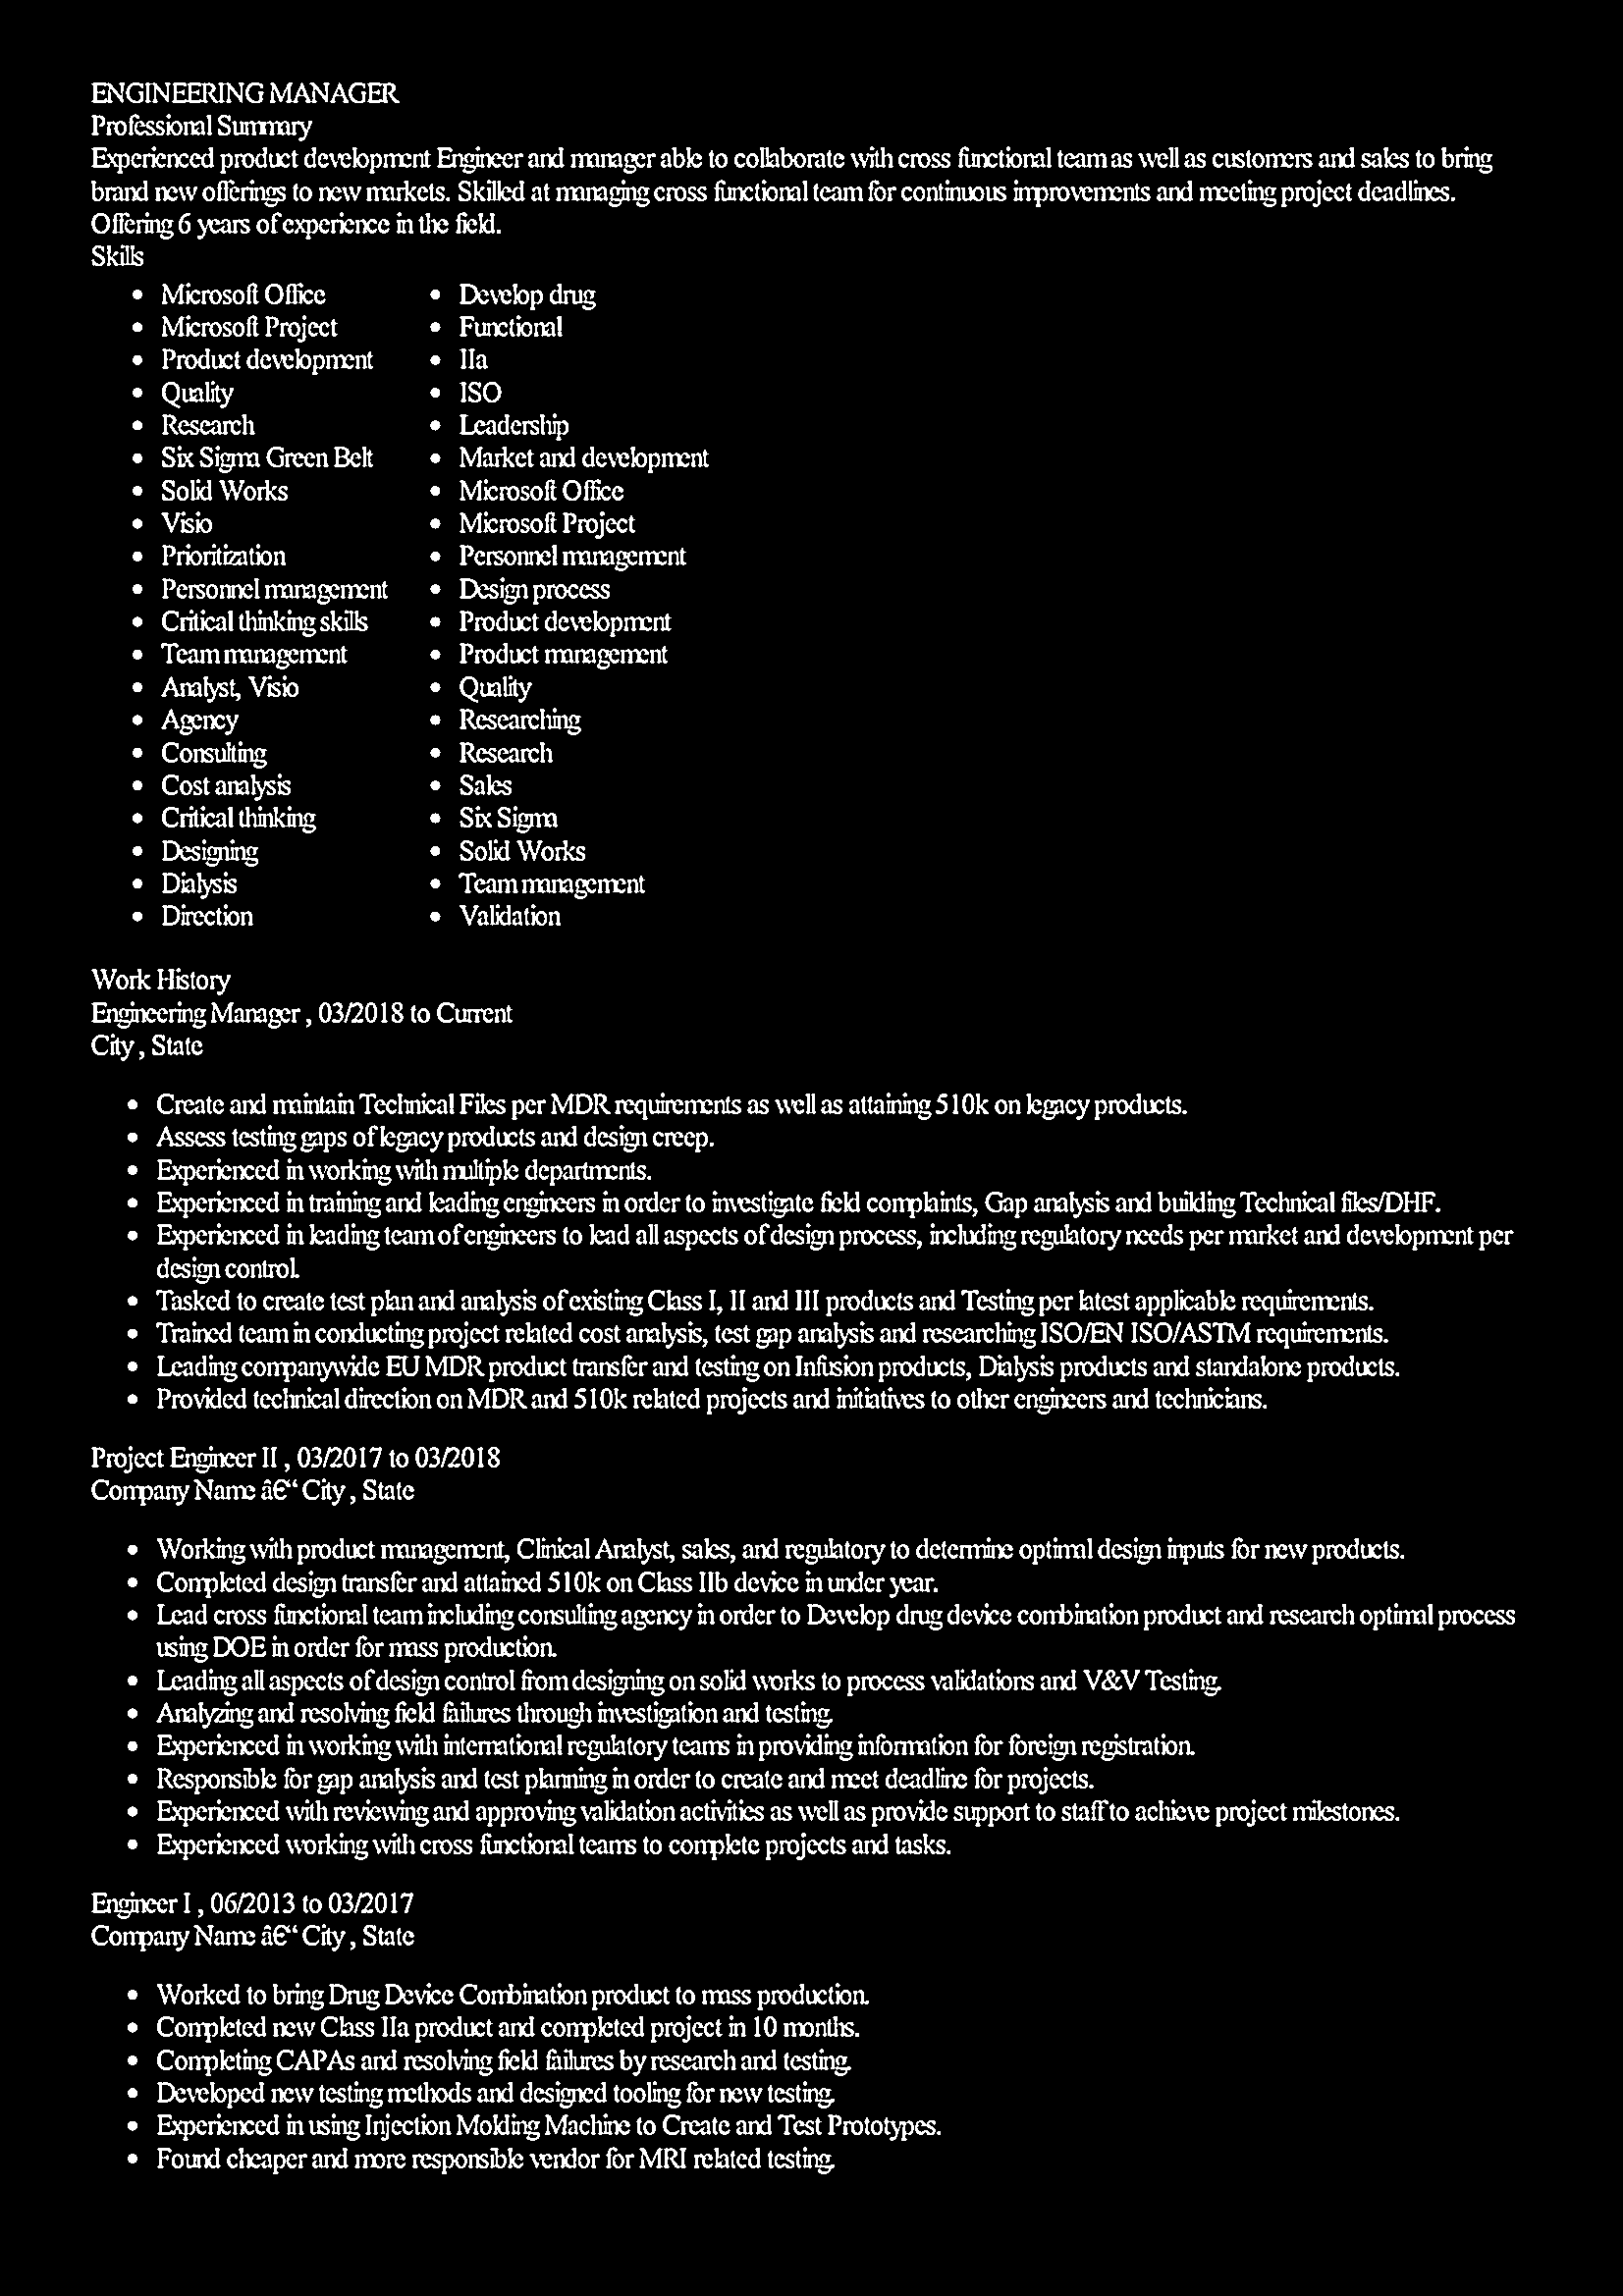 ENGINEERING MANAGER
Professional Summary
Experienced product development Engineer and manager able to collaborate with cross functional team as well as customers and sales to bring
brand new offerings to new markets. Skilled at managing cross functional team for continuous improvements and meeting project deadlines.
Offering 6 years of experience in the field.
Skills
• Microsoft Office
• Microsoft Project
• Product development
• Quality
• Research
• Six Sigma Green Belt
• Solid Works
• Visio
• Prioritization
• Personnel management
• Critical thinking skills
• Team management
• Analyst, Visio
• Agency
• Consulting
• Cost analysis
• Critical thinking
• Designing
• Dialysis
• Direction
• Develop drug
• Functional
• IIa
• ISO
• Leadership
• Market and development
• Microsoft Office
• Microsoft Project
• Personnel management
• Design process
• Product development
• Product management
• Quality
• Researching
• Research
• Sales
• Six Sigma
• Solid Works
• Team management
• Validation
Work History
Engineering Manager , 03/2018 to Current
City , State
• Create and maintain Technical Files per MDR requirements as well as attaining 510k on legacy products.
• Assess testing gaps of legacy products and design creep.
• Experienced in working with multiple departments.
• Experienced in training and leading engineers in order to investigate field complaints, Gap analysis and building Technical files/DHF.
• Experienced in leading team of engineers to lead all aspects of design process, including regulatory needs per market and development per
design control.
• Tasked to create test plan and analysis of existing Class I, II and III products and Testing per latest applicable requirements.
• Trained team in conducting project related cost analysis, test gap analysis and researching ISO/EN ISO/ASTM requirements.
• Leading companywide EU MDR product transfer and testing on Infusion products, Dialysis products and standalone products.
• Provided technical direction on MDR and 510k related projects and initiatives to other engineers and technicians.
Project Engineer II , 03/2017 to 03/2018
Company Name â€“ City , State
• Working with product management, Clinical Analyst, sales, and regulatory to determine optimal design inputs for new products.
• Completed design transfer and attained 510k on Class IIb device in under year.
• Lead cross functional team including consulting agency in order to Develop drug device combination product and research optimal process
using DOE in order for mass production.
• Leading all aspects of design control from designing on solid works to process validations and V&V Testing.
• Analyzing and resolving field failures through investigation and testing.
• Experienced in working with international regulatory teams in providing information for foreign registration.
• Responsible for gap analysis and test planning in order to create and meet deadline for projects.
• Experienced with reviewing and approving validation activities as well as provide support to staff to achieve project milestones.
• Experienced working with cross functional teams to complete projects and tasks.
Engineer I , 06/2013 to 03/2017
Company Name â€“ City , State
• Worked to bring Drug Device Combination product to mass production.
• Completed new Class IIa product and completed project in 10 months.
• Completing CAPAs and resolving field failures by research and testing.
• Developed new testing methods and designed tooling for new testing.
• Experienced in using Injection Molding Machine to Create and Test Prototypes.
• Found cheaper and more responsible vendor for MRI related testing.